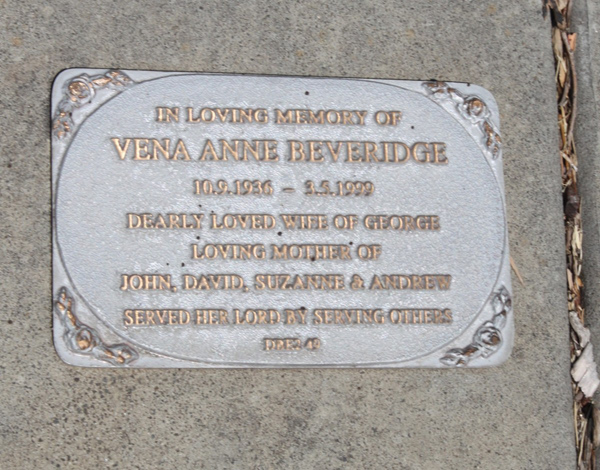 IN LOVING MEMORY OF
VENA ANNE BEVERIDGE
10.9.1936 – 3.5.1999
DEARLY LOVED WIFE OF GEORGE
LOVING MOTHER OF
JOHN, DAVID, SUZANNE & ANDREW
SERVED HER LORD BY SERVING OTHERS